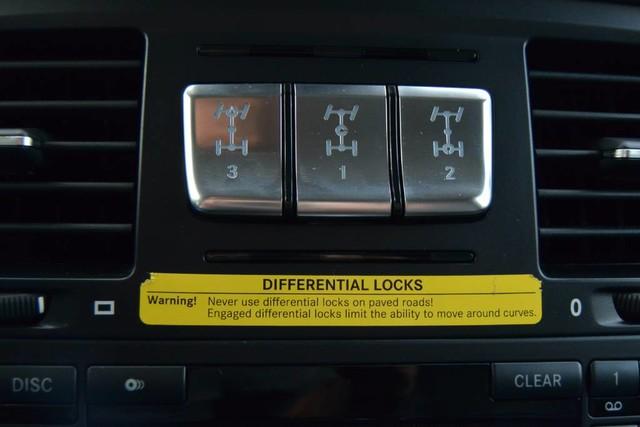 3 1 2
DIFFERENTIAL LOCKS
Warning! Never use differential locks on paved roads!
Engaged differential locks limit the ability to move around curves.
0
DISC CLEAR 1